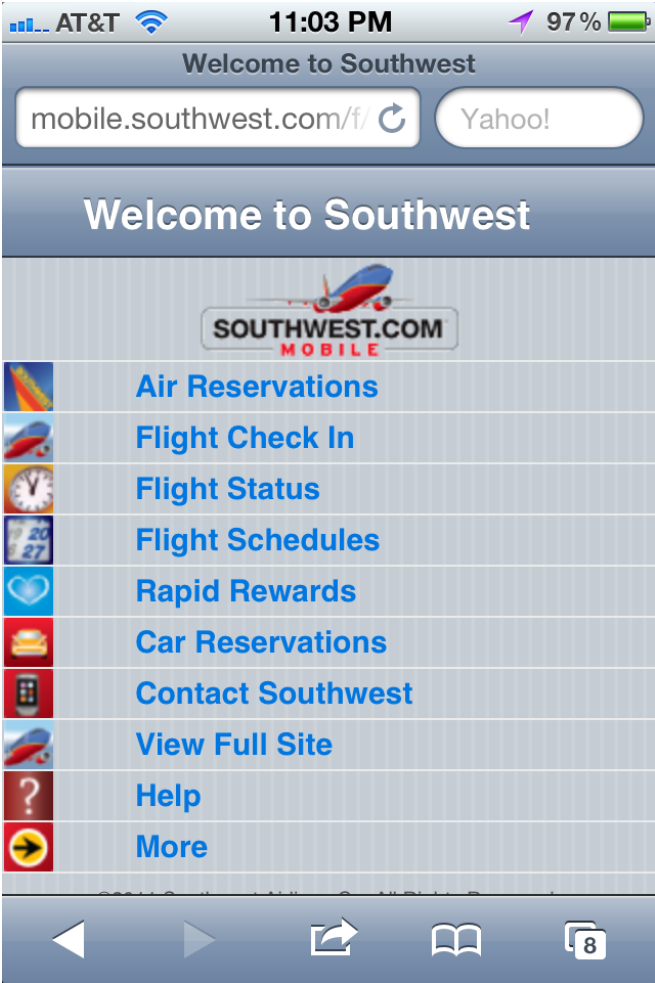 AT&T 11:03 PM 97%
Welcome to Southwest
mobile.southwest.com/f/ Yahoo!
Welcome to Southwest
SOUTHWEST.COM
MOBILE
Air Reservations
Flight Check In
Flight Status
20
27
Flight Schedules
Rapid Rewards
Car Reservations
Contact Southwest
View Full Site
?
Help
More
8